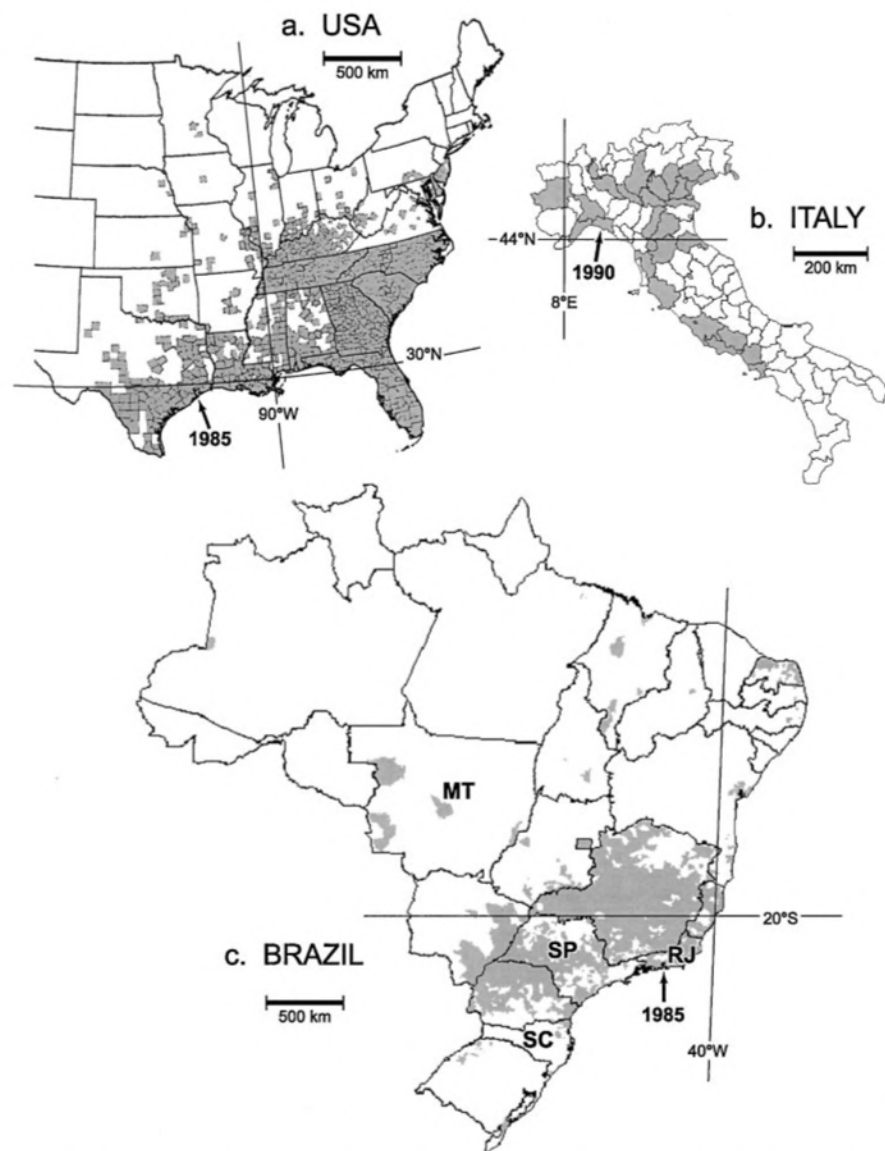 a. USA
500 km
30°N
90°W
1985
b. ITALY
44°N
200 km
1990
8°E
MT
20°S
SP
c. BRAZIL
RJ
500 km
1985
SC
40°W